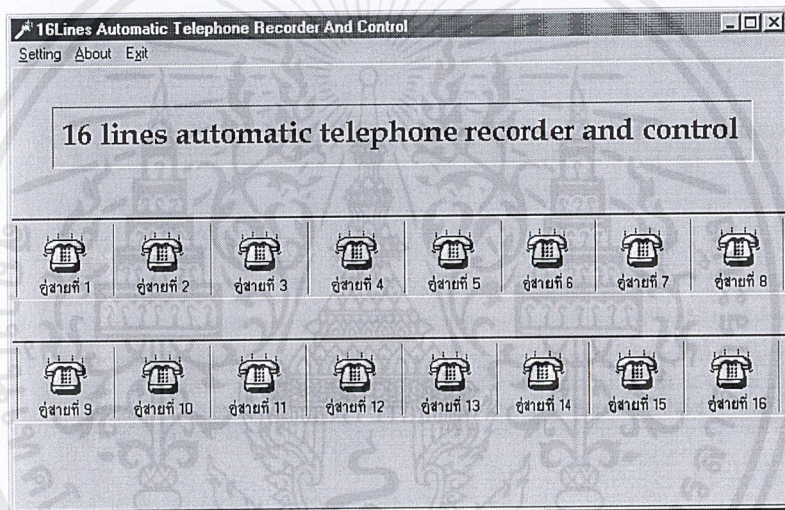 16Lines Automatic Telephone Recorder And Control
Setting About Exit
16 lines automatic telephone recorder and control
คู่สายที่ 1 คู่สายที่ 2 คู่สายที่ 3 คู่สายที่ 4 คู่สายที่ 5 คู่สายที่ 6 คู่สายที่ 7 คู่สายที่ 8
คู่สายที่ 9 คู่สายที่ 10 คู่สายที่ 11 คู่สายที่ 12 คู่สายที่ 13 คู่สายที่ 14 คู่สายที่ 15 คู่สายที่ 16